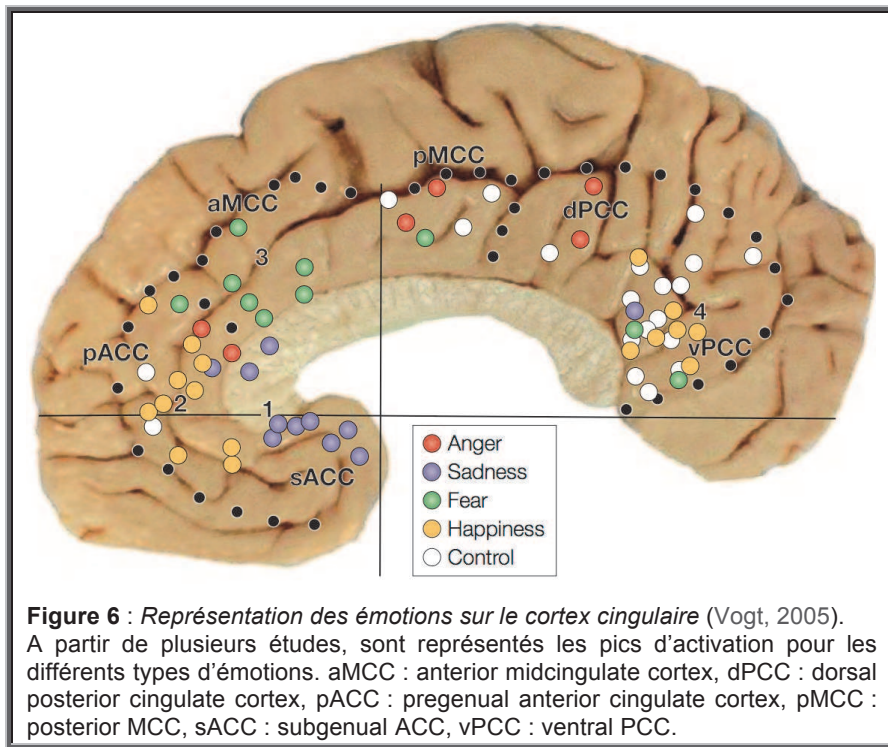 pMCC
aMCC
dPCC
3
4
pACC
vPCC
2
1
sACC
Anger
Sadness
Fear
Happiness
Control
Figure 6 : Représentation des émotions sur le cortex cingulaire (Vogt, 2005).
A partir de plusieurs études, sont représentés les pics d’activation pour les
différents types d’émotions. aMCC : anterior midcingulate cortex, dPCC : dorsal
posterior cingulate cortex, pACC : pregenual anterior cingulate cortex, pMCC :
posterior MCC, sACC : subgenual ACC, vPCC : ventral PCC.